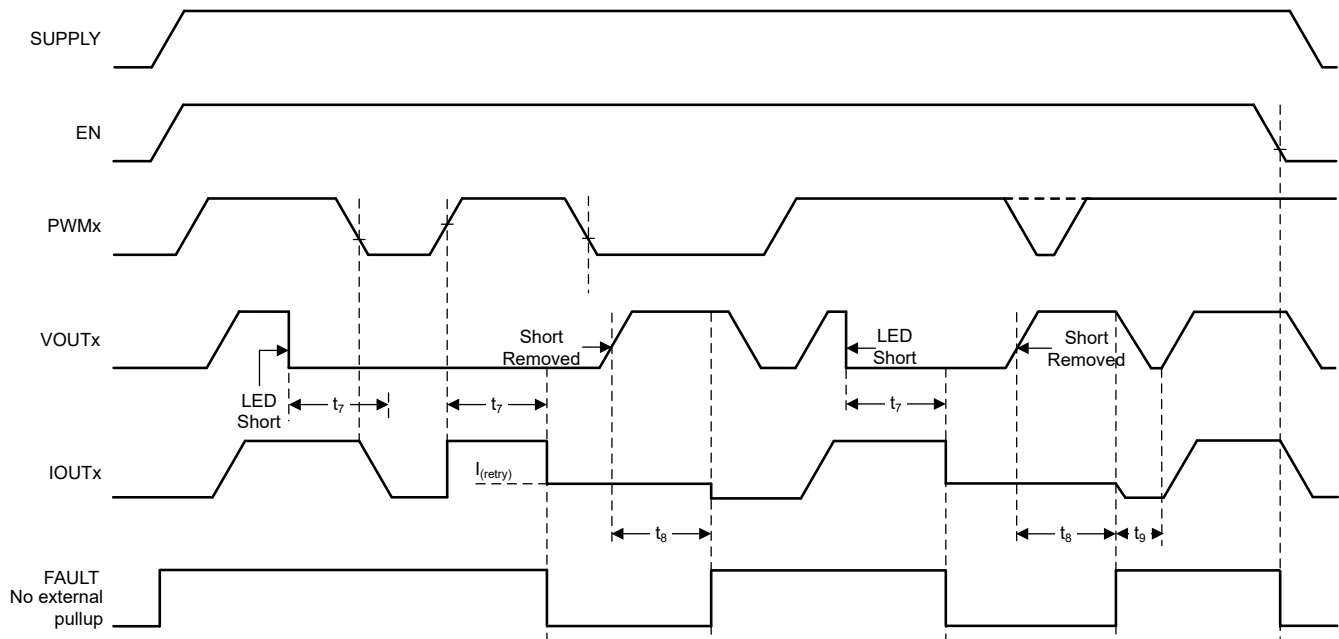 SUPPLY
EN
PWMx
VOUTx
LED
Short
t7
t7
Short
Removed
LED
Short
t7
Short
Removed
IOUTx
I(retry)
t8
t8
t9
FAULT
No external
pullup